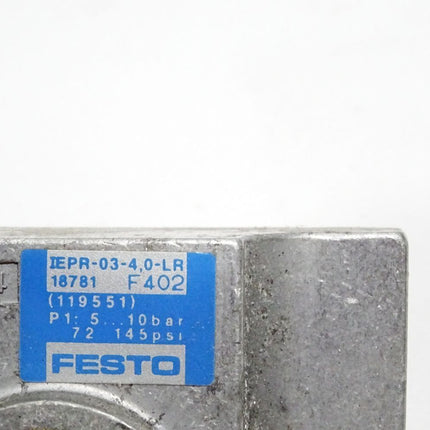 IEPR-03-4,0-LR
18781 F402
(119551)
P1: 5...10bar
72 145psi
FESTO